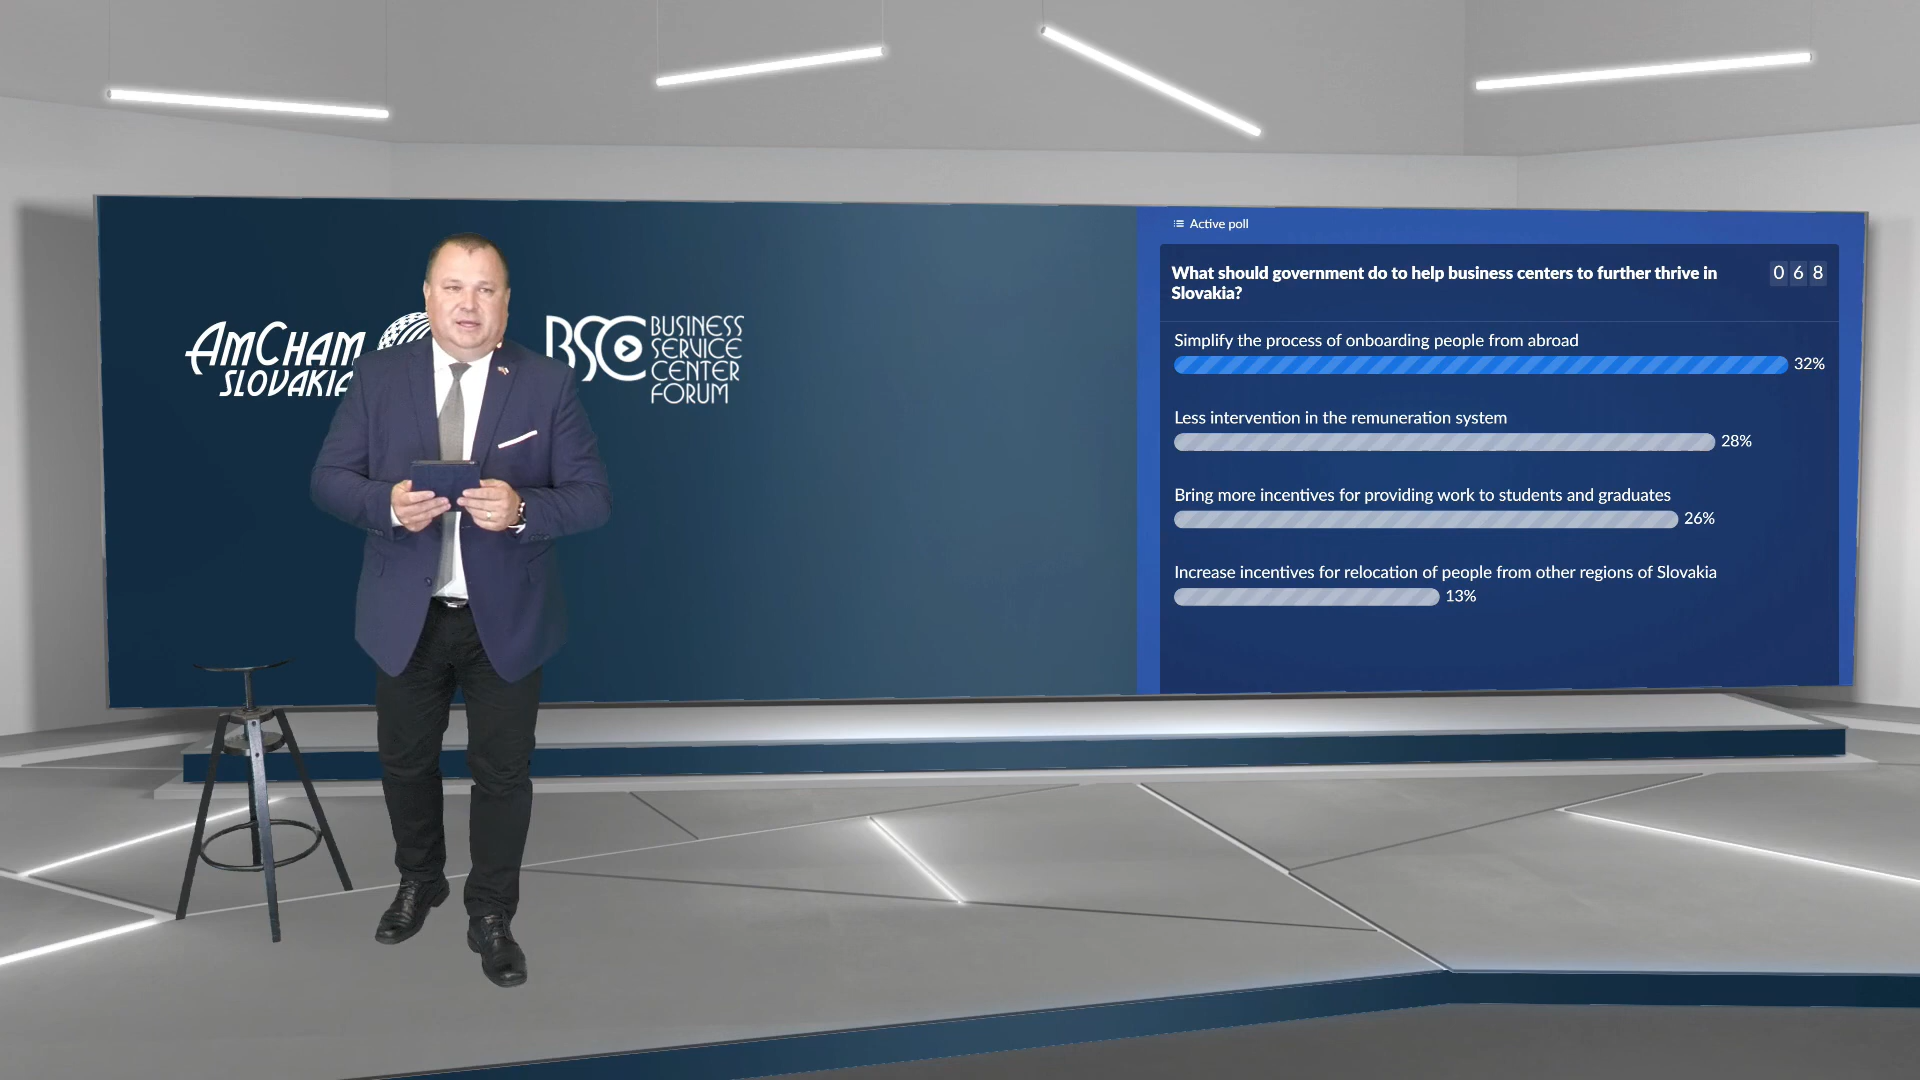 AMCHAM
SLOVAKIA
BSC
BUSINESS
SERVICE
CENTER
FORUM
Active poll
What should government do to help business centers to further thrive in
Slovakia?
068
Simplify the process of onboarding people from abroad
32%
Less intervention in the remuneration system
28%
Bring more incentives for providing work to students and graduates
26%
Increase incentives for relocation of people from other regions of Slovakia
13%